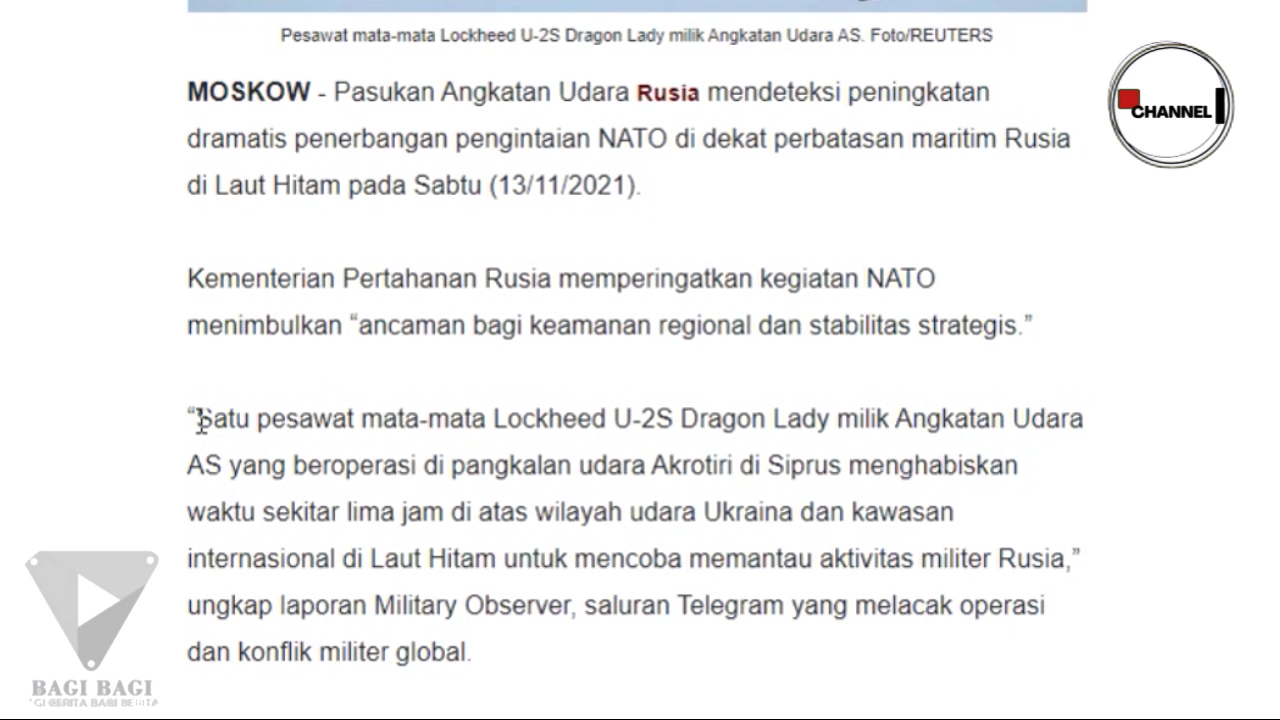 Pesawat mata-mata Lockheed U-2S Dragon Lady milik Angkatan Udara AS. Foto/REUTERS
MOSKOW - Pasukan Angkatan Udara Rusia mendeteksi peningkatan
dramatis penerbangan pengintaian NATO di dekat perbatasan maritim Rusia
di Laut Hitam pada Sabtu (13/11/2021).
CHANNEL
Kementerian Pertahanan Rusia memperingatkan kegiatan NATO
menimbulkan “ancaman bagi keamanan regional dan stabilitas strategis.”
“Satu pesawat mata-mata Lockheed U-2S Dragon Lady milik Angkatan Udara
AS yang beroperasi di pangkalan udara Akrotiri di Siprus menghabiskan
waktu sekitar lima jam di atas wilayah udara Ukraina dan kawasan
internasional di Laut Hitam untuk mencoba memantau aktivitas militer Rusia,”
ungkap laporan Military Observer, saluran Telegram yang melacak operasi
dan konflik militer global.
BAGI BAGI